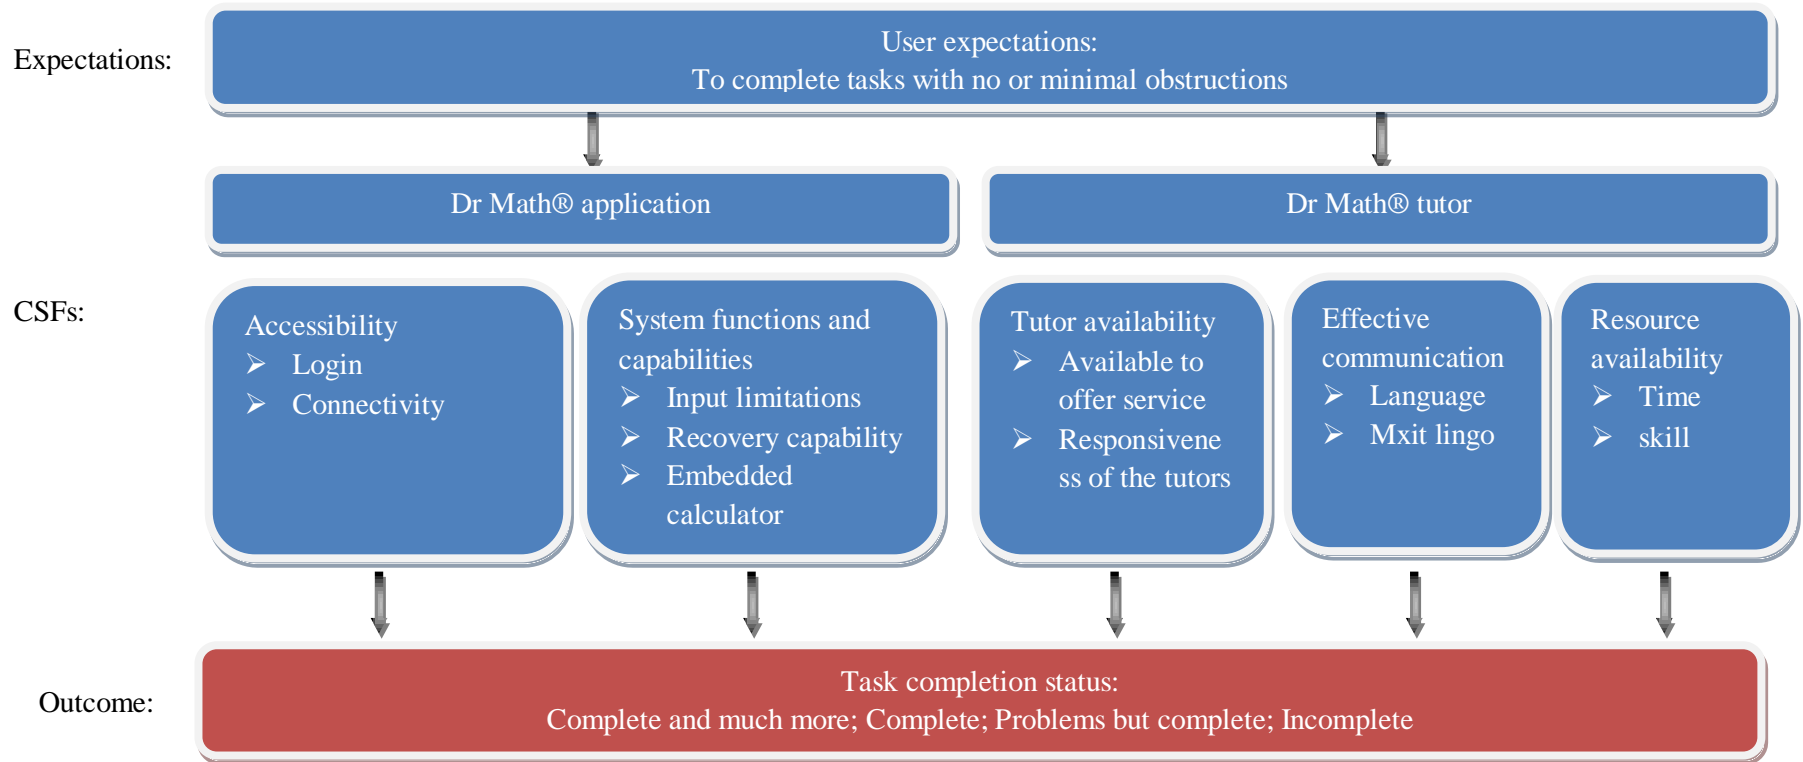 Expectations:
User expectations:
To complete tasks with no or minimal obstructions
Dr Math® application
Dr Math® tutor
CSFs:
Accessibility
➢ Login
➢ Connectivity
System functions and
capabilities
➢ Input limitations
➢ Recovery capability
➢ Embedded
calculator
Tutor availability
➢ Available to
offer service
➢ Responsivene
ss of the tutors
Effective
communication
➢ Language
➢ Mxit lingo
Resource
availability
➢ Time
➢ skill
Outcome:
Task completion status:
Complete and much more; Complete; Problems but complete; Incomplete